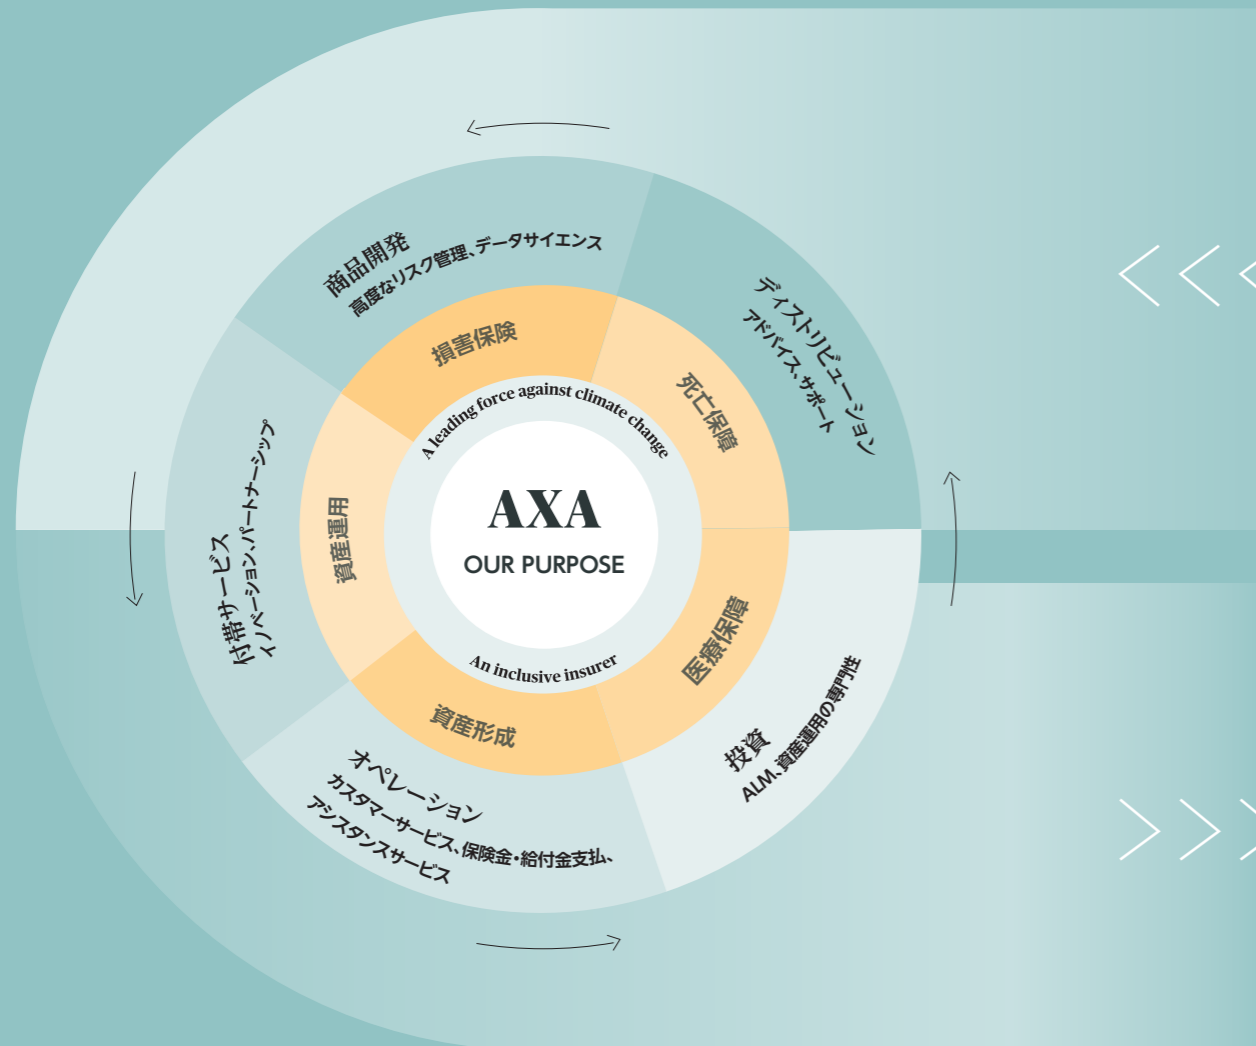 商品開発
高度なリスク管理、データサイエンス
ディストリビューション
アドバイス、サポート
損害保険
死亡保障
A leading force against climate change
AXA
OUR PURPOSE
An inclusive insurer
資産運用
付帯サービス
イノベーション、パートナーシップ
医療保障
投資
ALM、資産運用の専門性
資産形成
オペレーション
カスタマーサービス、保険金・給付金支払、
アシスタンスサービス